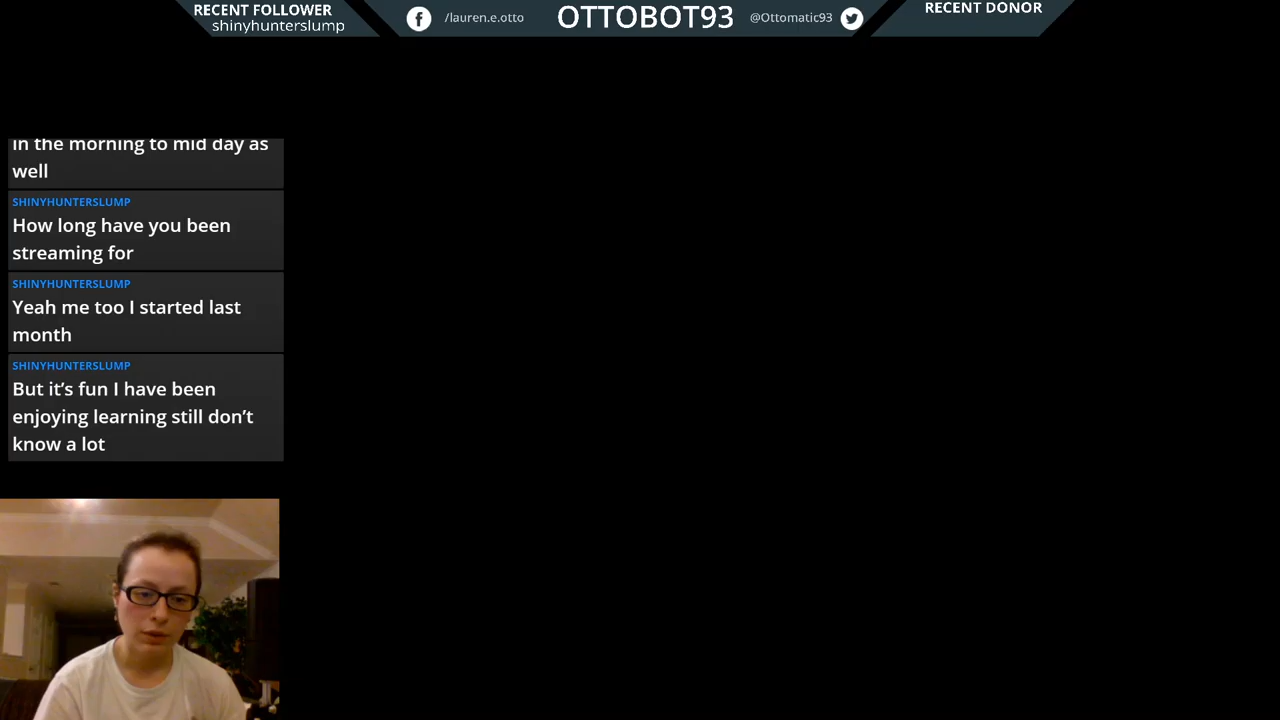 RECENT FOLLOWER
shinyhunterslump
/lauren.e.otto
OTTOBOT93
@Ottomatic93
RECENT DONOR
in the morning to mid day as
well
SHINYHUNTERSLUMP
How long have you been
streaming for
SHINYHUNTERSLUMP
Yeah me too I started last
month
SHINYHUNTERSLUMP
But it’s fun I have been
enjoying learning still don’t
know a lot